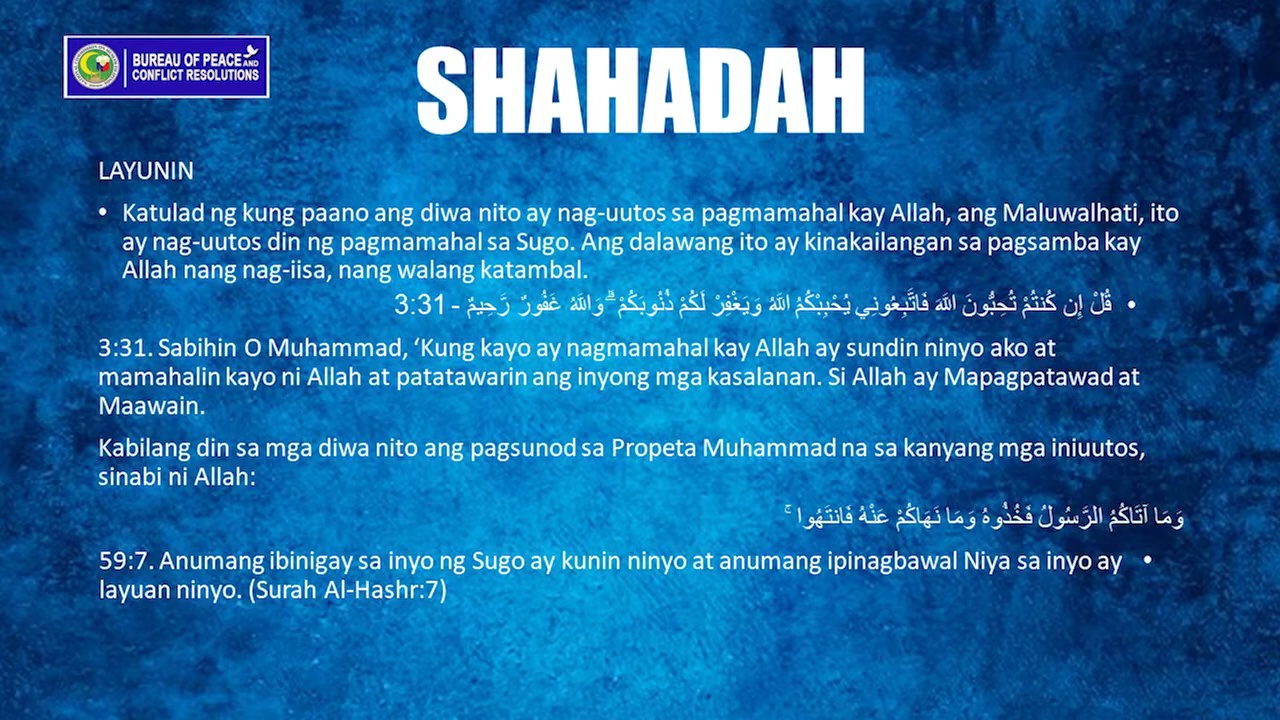 BUREAU OF PEACE AND
CONFLICT RESOLUTIONS
SHAHADAH
LAYUNIN
• Katulad ng kung paano ang diwa nito ay nag-uutos sa pagmamahal kay Allah, ang Maluwalhati, ito
ay nag-uutos din ng pagmamahal sa Sugo. Ang dalawang ito ay kinakailangan sa pagsamba kay
Allah nang nag-iisa, nang walang katambal.
• قُلْ إِن كُنتُمْ تُحِبُّونَ اللَّهَ فَاتَّبِعُونِي يُحْبِبْكُمُ اللَّهُ وَيَغْفِرْ لَكُمْ ذُنُوبَكُمْ ۗ وَاللَّهُ غَفُورٌ رَّحِيمٌ - 3:31
3:31. Sabihin O Muhammad, ‘Kung kayo ay nagmamahal kay Allah ay sundin ninyo ako at
mamahalin kayo ni Allah at patatawarin ang inyong mga kasalanan. Si Allah ay Mapagpatawad at
Maawain.
Kabilang din sa mga diwa nito ang pagsunod sa Propeta Muhammad na sa kanyang mga iniuutos,
sinabi ni Allah:
وَمَا آتَاكُمُ الرَّسُولُ فَخُذُوهُ وَمَا نَهَاكُمْ عَنْهُ فَانتَهُوا ۚ
59:7. Anumang ibinigay sa inyo ng Sugo ay kunin ninyo at anumang ipinagbawal Niya sa inyo ay •
layuan ninyo. (Surah Al-Hashr:7)